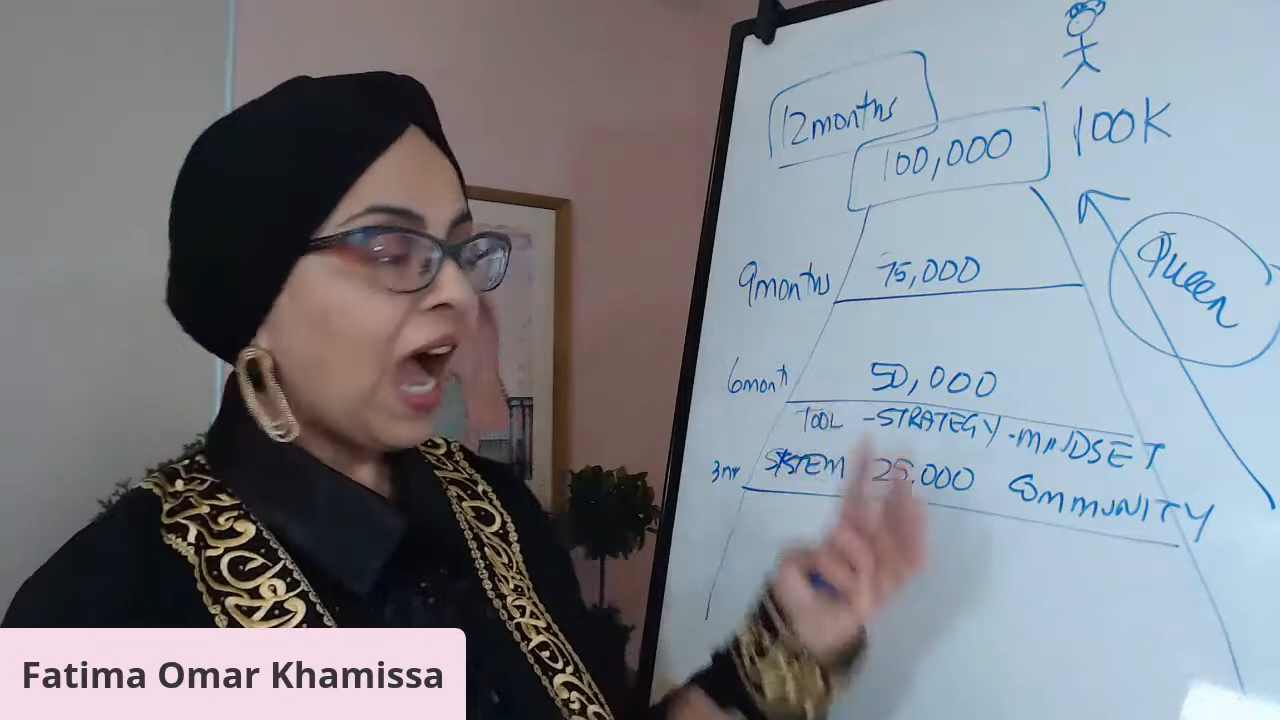 12months
100,000
100K
9months
75,000
Queen
6month
50,000
TOOL -STRATEGY-MINDSET
SYSTEM 25,000 COMMUNITY
Fatima Omar Khamissa